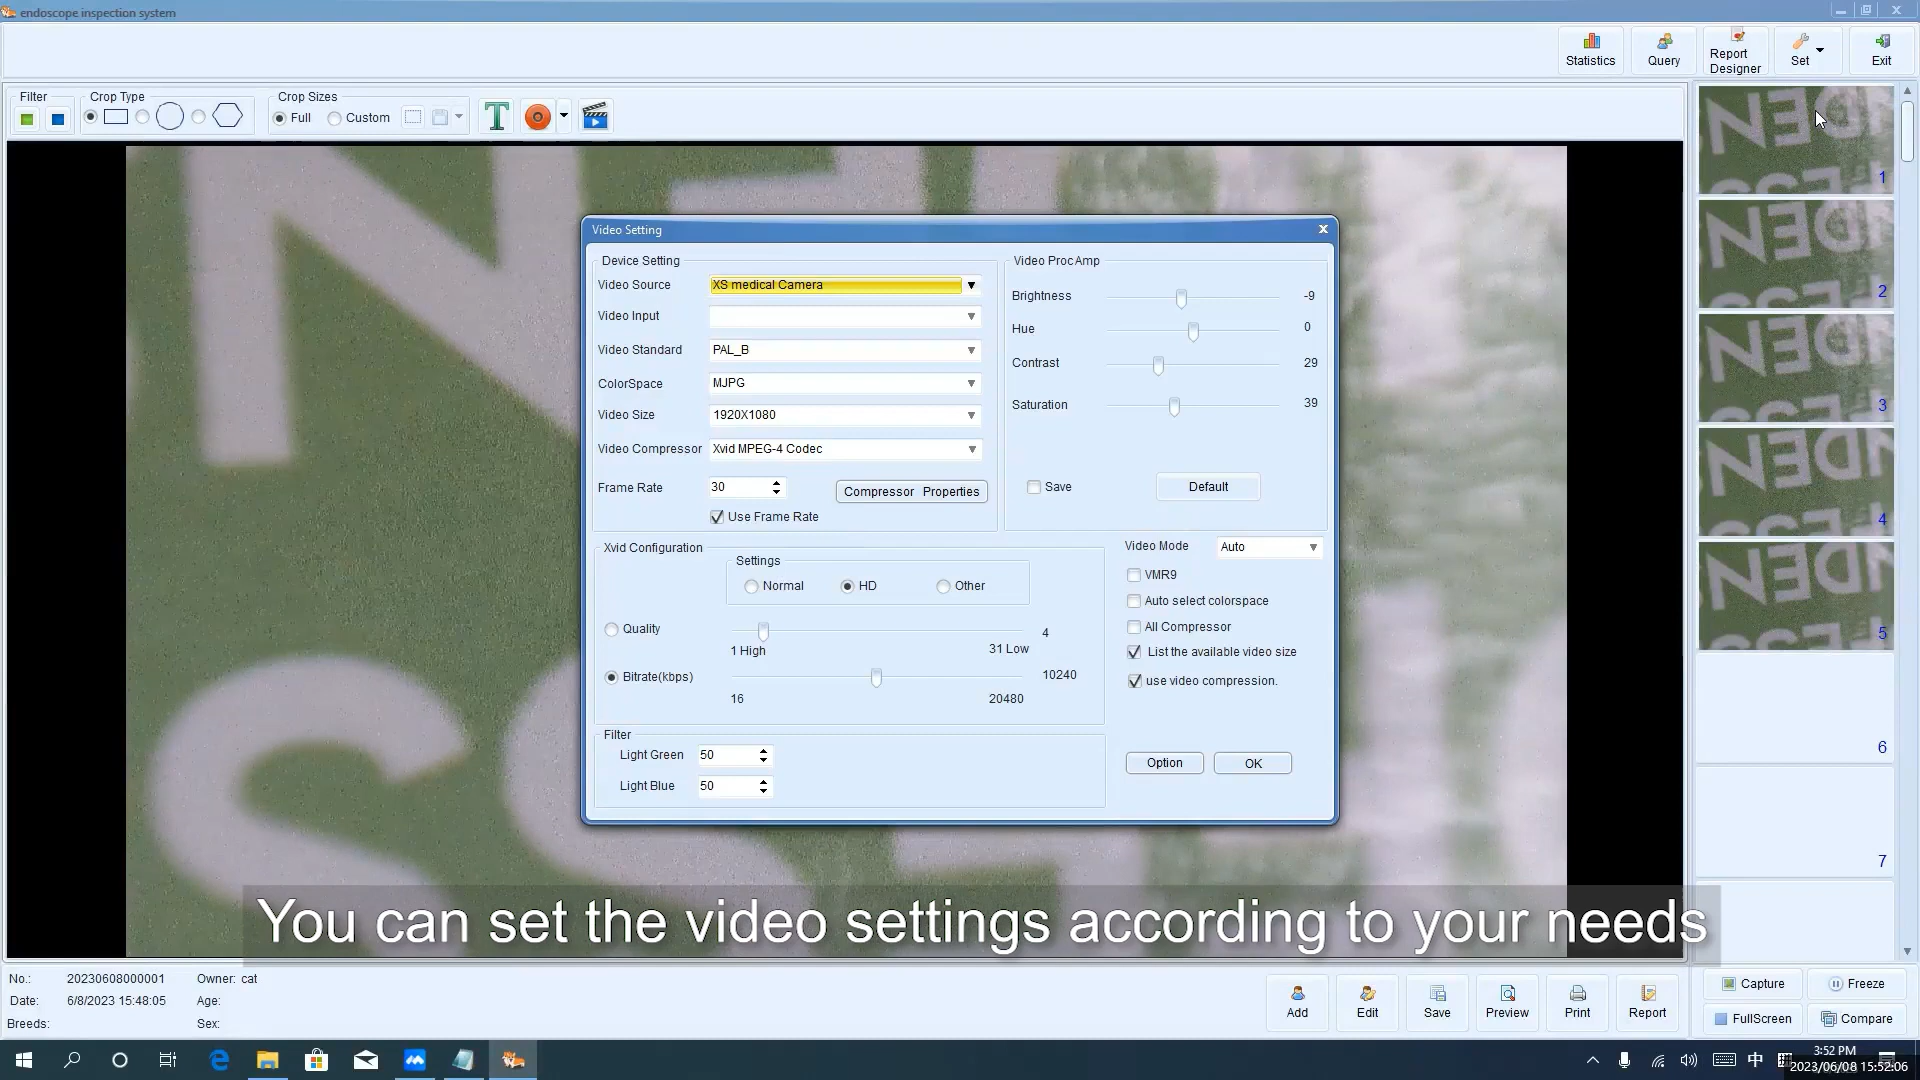 endoscope inspection system
Statistics
Query
Report Designer
Set
Exit
Filter
Crop Type
Crop Sizes
Full
Custom
T
Video Setting
Device Setting
Video Source XS medical Camera
Video Input
Video Standard PAL_B
ColorSpace MJPG
Video Size 1920X1080
Video Compressor Xvid MPEG-4 Codec
Frame Rate 30
Compressor Properties
Use Frame Rate
Video ProcAmp
Brightness -9
Hue 0
Contrast 29
Saturation 39
Save
Default
Xvid Configuration
Settings
Normal
HD
Other
Quality 4
1 High 31 Low
Bitrate(kbps) 10240
16 20480
Video Mode Auto
VMR9
Auto select colorspace
All Compressor
List the available video size
use video compression.
Filter
Light Green 50
Light Blue 50
Option
OK
1
2
3
4
5
6
7
You can set the video settings according to your needs
No.: 20230608000001 Owner: cat
Date: 6/8/2023 15:48:05 Age:
Breeds: Sex:
Add
Edit
Save
Preview
Print
Report
Capture
Freeze
FullScreen
Compare
中
3:52 PM
2023/06/08 15:52:06